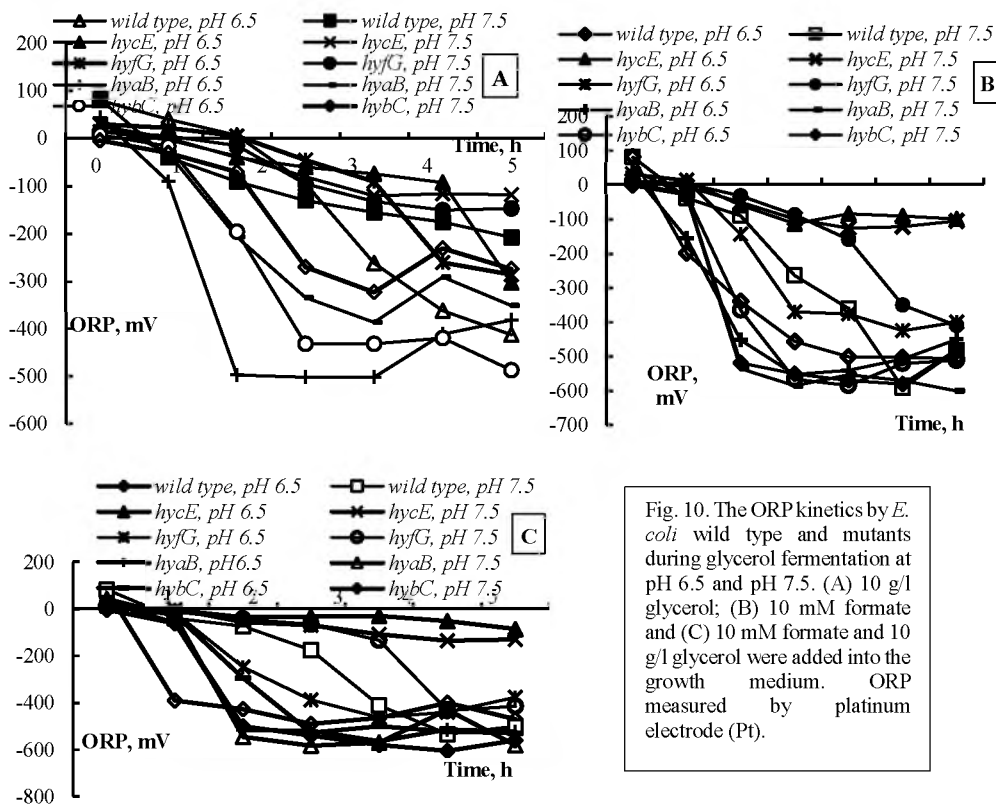 wild type, pH 6.5
wild type, pH 7.5
hycE, pH 6.5
hycE, pH 7.5
hyfG, pH 6.5
hyfG, pH 7.5
hyaB, pH 6.5
hyaB, pH 7.5
hybC, pH 6.5
hybC, pH 7.5
A
200
100
0
-100
-200
-300
-400
-500
-600
0
1
2
3
4
5
Time, h
ORP, mV
wild type, pH 6.5
wild type, pH 7.5
hycE, pH 6.5
hycE, pH 7.5
hyfG, pH 6.5
hyfG, pH 7.5
hyaB, pH 6.5
hyaB, pH 7.5
hybC, pH 6.5
hybC, pH 7.5
B
200
100
0
-100
-200
-300
-400
-500
-600
-700
ORP,
mV
Time, h
wild type, pH 6.5
wild type, pH 7.5
hycE, pH 6.5
hycE, pH 7.5
hyfG, pH 6.5
hyfG, pH 7.5
hyaB, pH6.5
hyaB, pH 7.5
hybC, pH 6.5
hybC, pH 7.5
C
200
0
-200
-400
-600
-800
2
3
ORP, mV
Time, h
Fig. 10. The ORP kinetics by E.
coli wild type and mutants
during glycerol fermentation at
pH 6.5 and pH 7.5. (A) 10 g/l
glycerol; (B) 10 mM formate
and (C) 10 mM formate and 10
g/l glycerol were added into the
growth medium. ORP
measured by platinum
electrode (Pt).